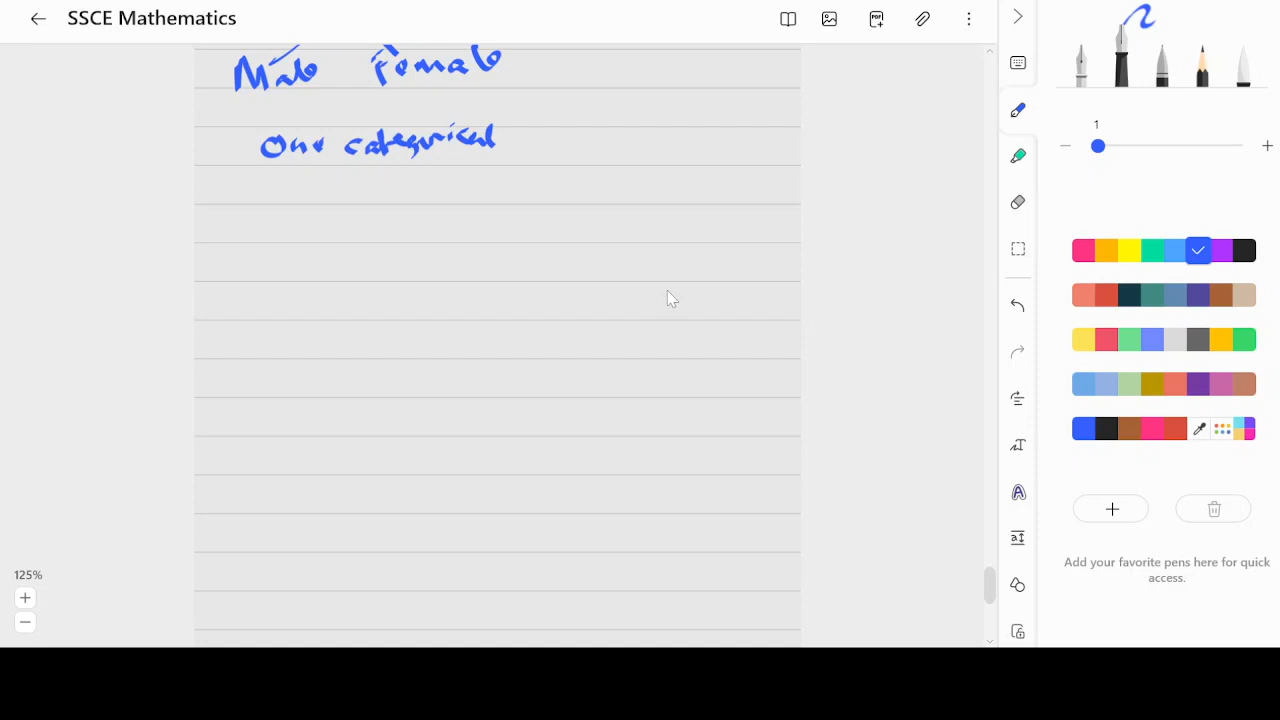 SSCE Mathematics
Male Female
One categorical
1
125%
Add your favorite pens here for quick
access.